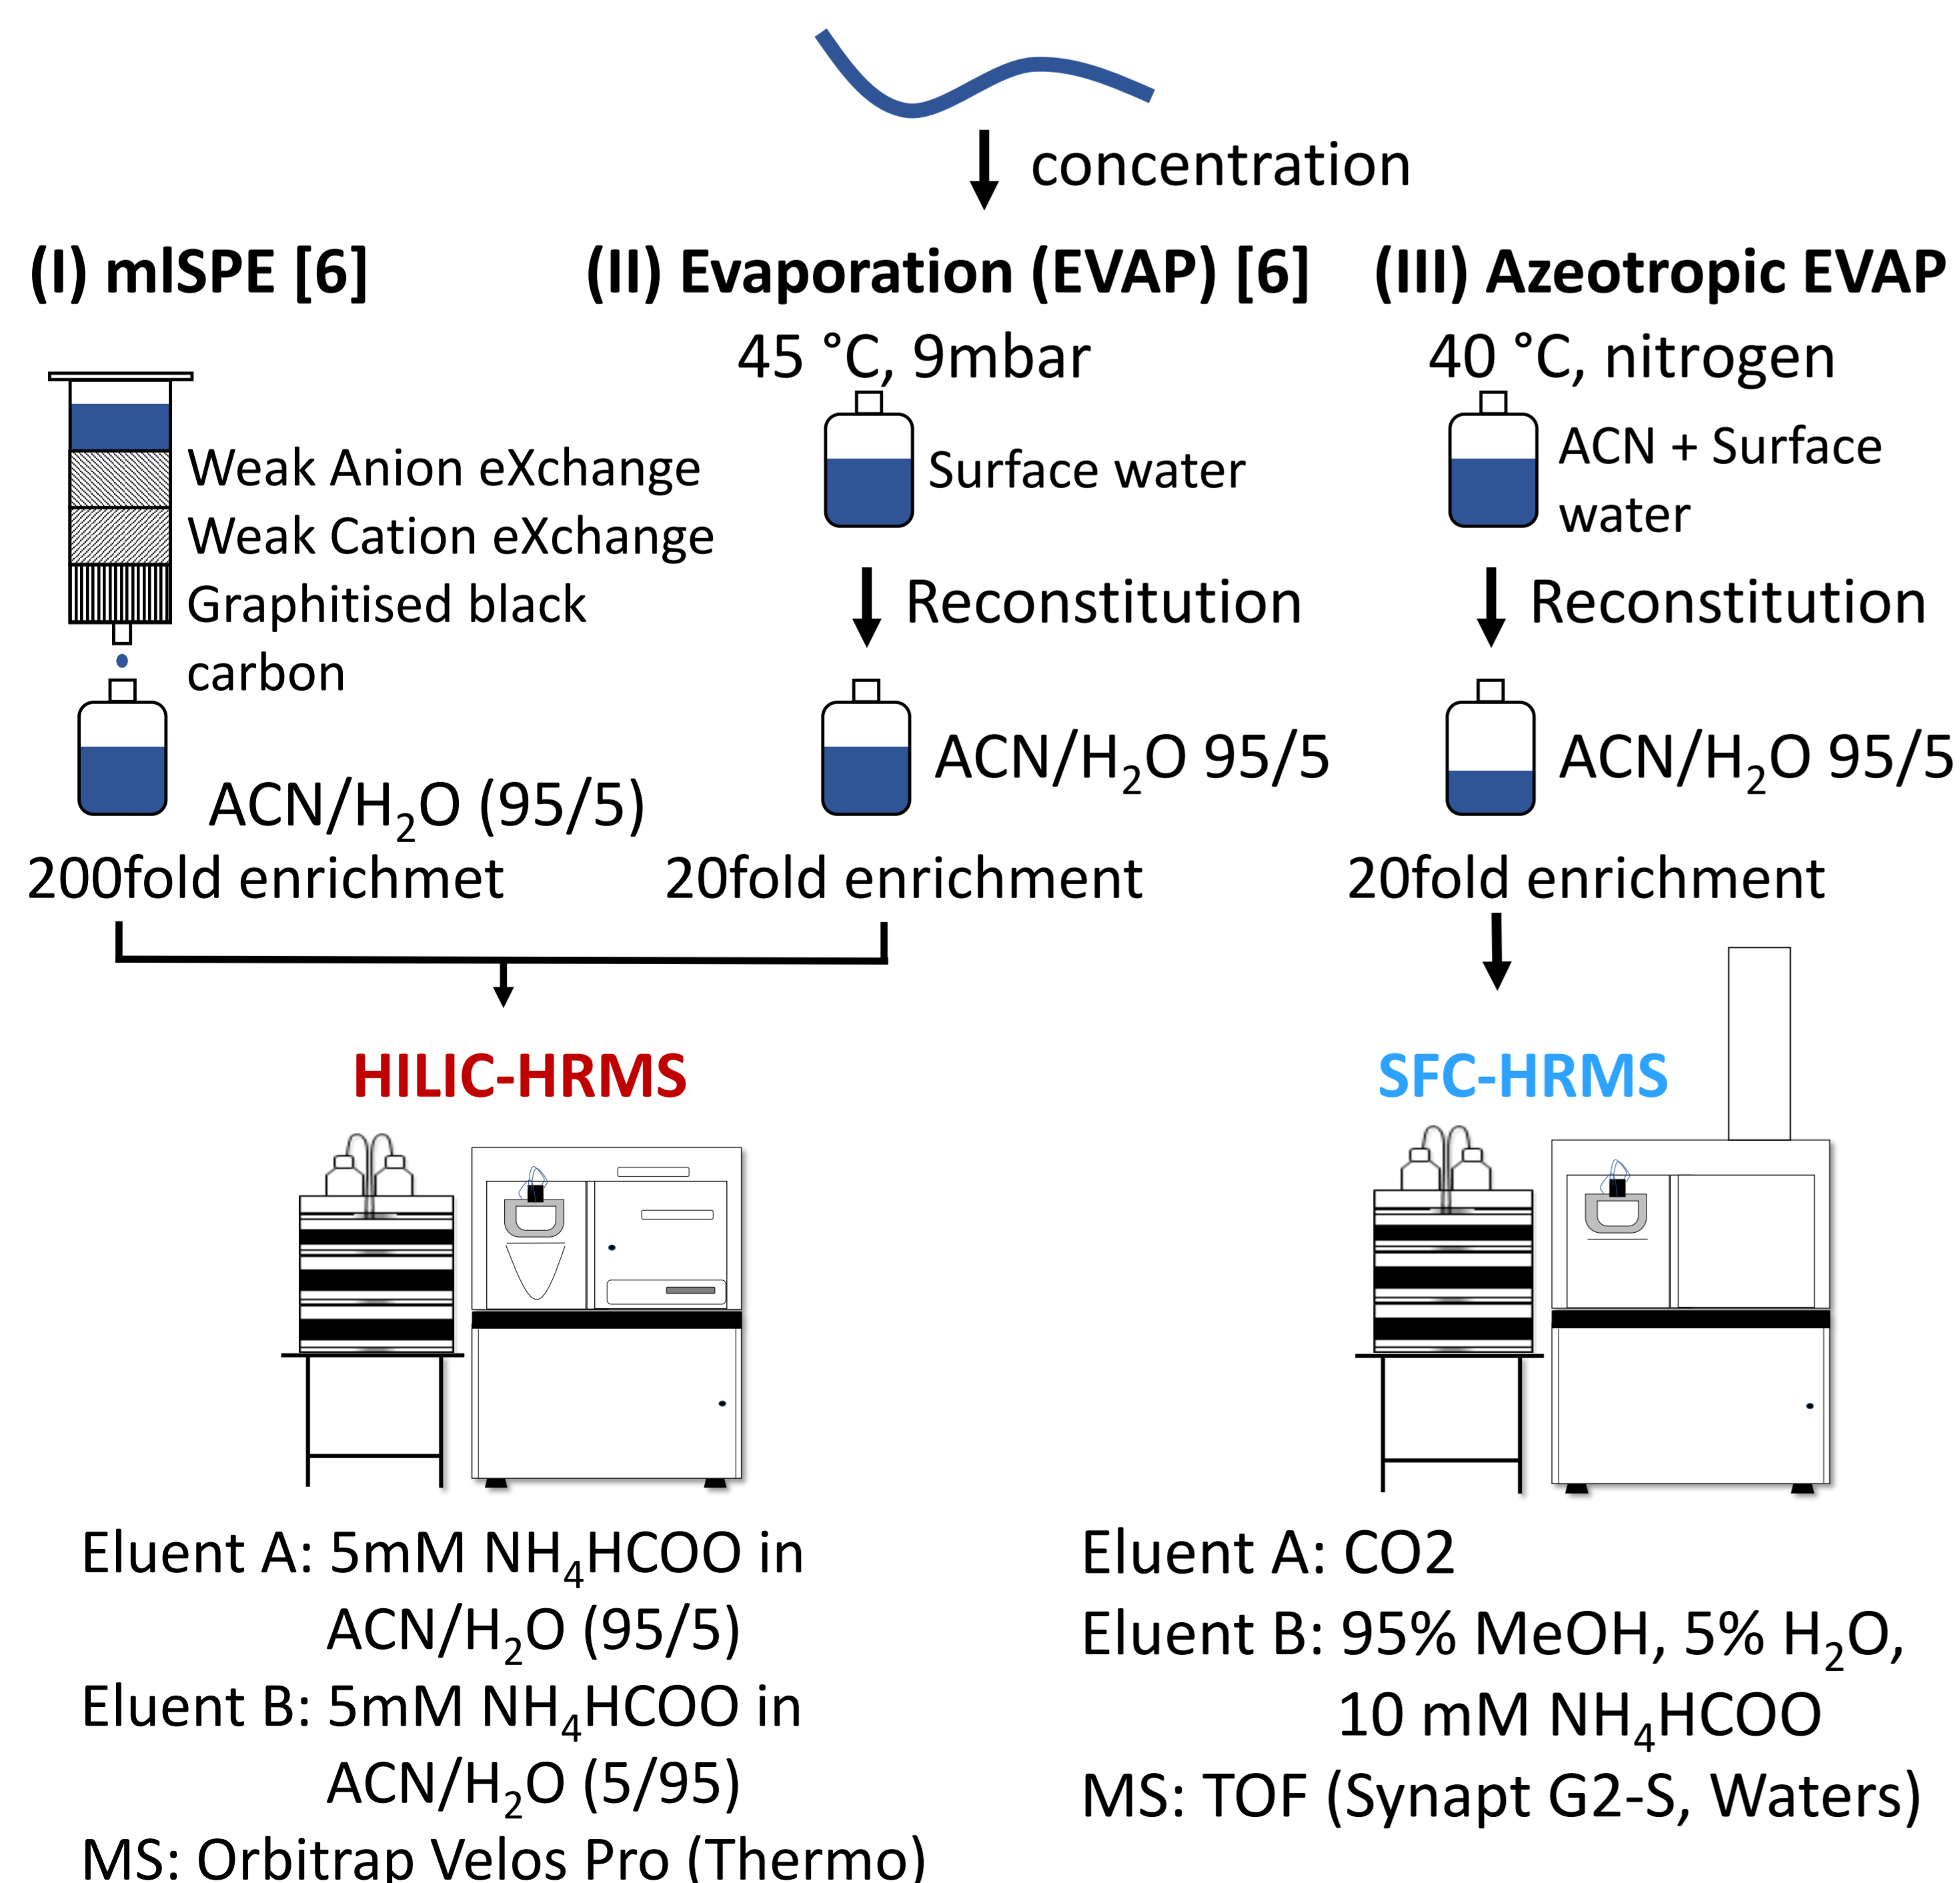 concentration
(I) mlSPE [6]
Weak Anion eXchange
Weak Cation eXchange
Graphitised black
carbon
ACN/H₂O (95/5)
200fold enrichmet
(II) Evaporation (EVAP) [6]
45 °C, 9mbar
Surface water
Reconstitution
ACN/H₂O 95/5
20fold enrichment
(III) Azeotropic EVAP
40 °C, nitrogen
ACN + Surface
water
Reconstitution
ACN/H₂O 95/5
20fold enrichment
HILIC-HRMS
Eluent A: 5mM NH₄HCOO in
ACN/H₂O (95/5)
Eluent B: 5mM NH₄HCOO in
ACN/H₂O (5/95)
MS: Orbitrap Velos Pro (Thermo)
SFC-HRMS
Eluent A: CO2
Eluent B: 95% MeOH, 5% H₂O,
10 mM NH₄HCOO
MS: TOF (Synapt G2-S, Waters)